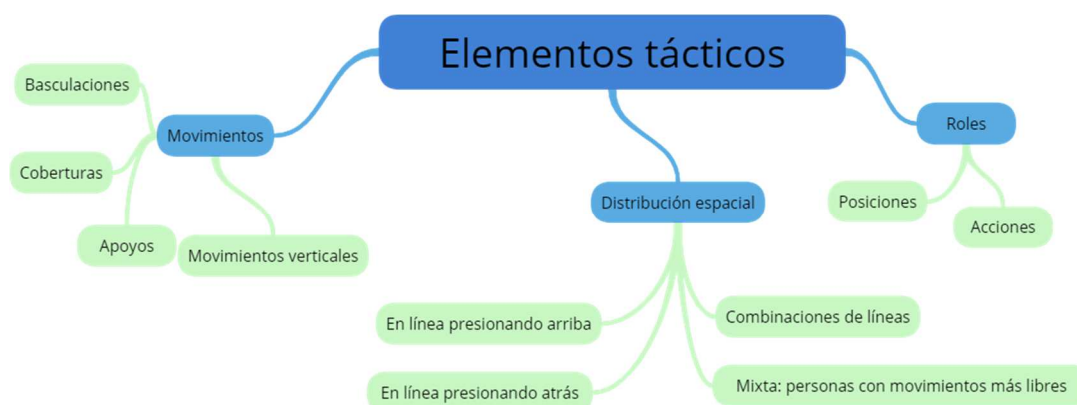 Elementos tácticos
Movimientos
Basculaciones
Coberturas
Apoyos
Movimientos verticales
Distribución espacial
En línea presionando arriba
En línea presionando atrás
Combinaciones de líneas
Mixta: personas con movimientos más libres
Roles
Posiciones
Acciones